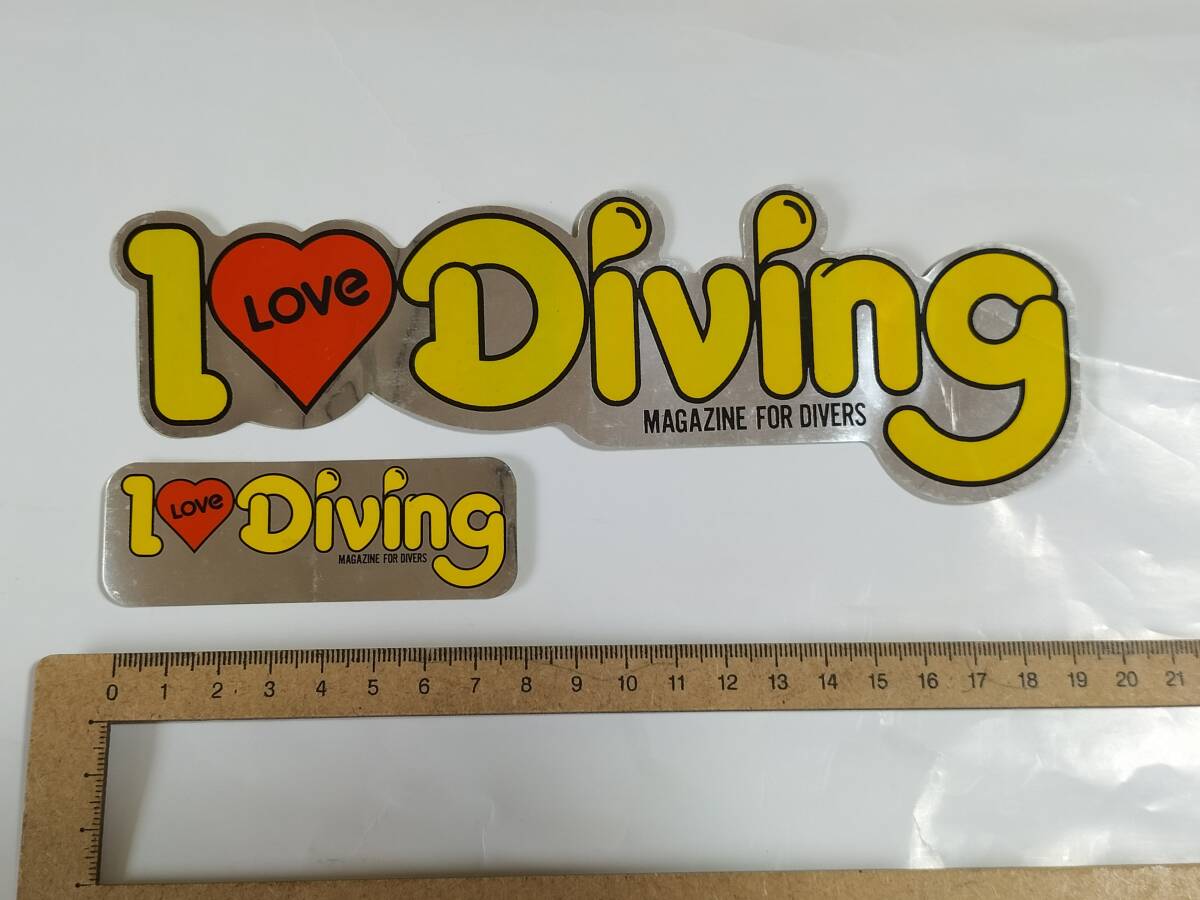 I LOVE Diving
MAGAZINE FOR DIVERS
I LOVE Diving
MAGAZINE FOR DIVERS
0 1 2 3 4 5 6 7 8 9 10 11 12 13 14 15 16 17 18 19 20 21